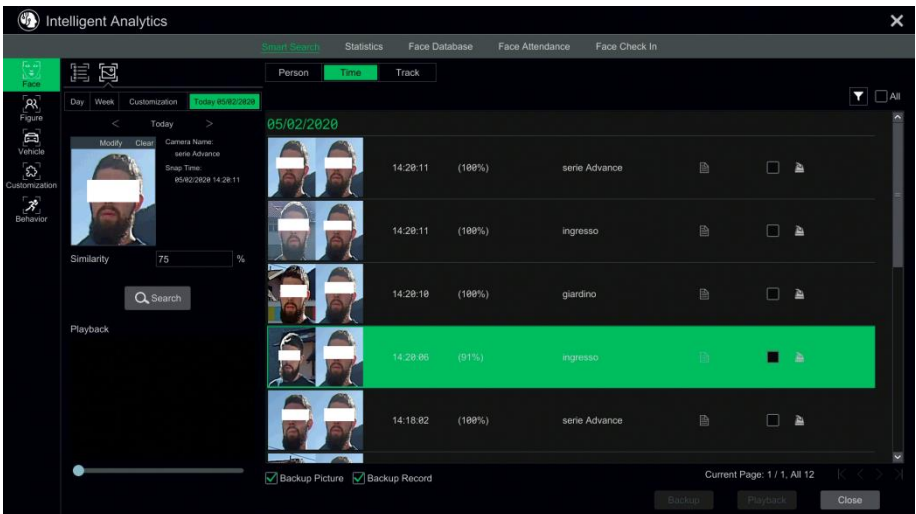 Intelligent Analytics
Smart Search Statistics Face Database Face Attendance Face Check In
Face
Figure
Vehicle
Customization
Behavior
Day Week Customization Today 05/02/2020
< Today >
Modify Clear
Camera Name:
serie Advance
Snap Time:
05/02/2020 14:20:11
Similarity 75 %
Search
Playback
Person Time Track
All
05/02/2020
14:20:11 (100%) serie Advance
14:20:11 (100%) ingresso
14:20:10 (100%) giardino
14:20:06 (91%) ingresso
14:18:02 (100%) serie Advance
Backup Picture Backup Record
Current Page: 1 / 1, All 12
Backup Playback Close